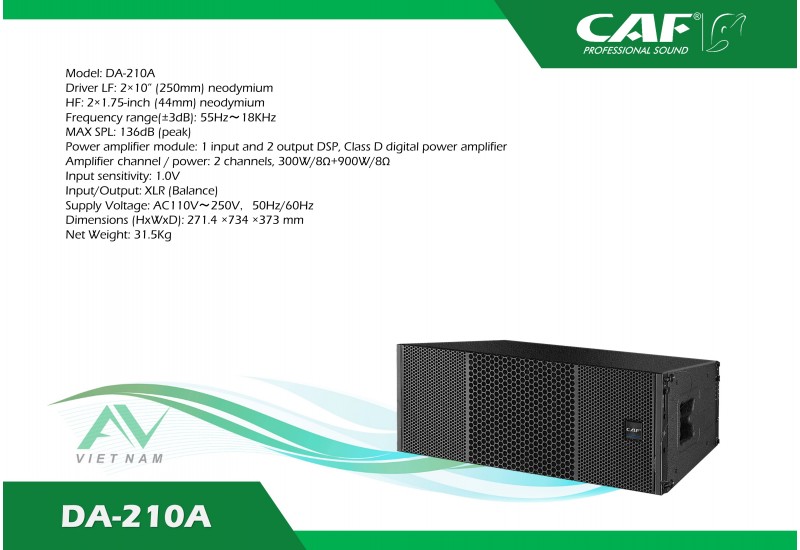 CAF®
PROFESSIONAL SOUND
Model: DA-210A
Driver LF: 2×10” (250mm) neodymium
HF: 2×1.75-inch (44mm) neodymium
Frequency range(±3dB): 55Hz～18KHz
MAX SPL: 136dB (peak)
Power amplifier module: 1 input and 2 output DSP, Class D digital power amplifier
Amplifier channel / power: 2 channels, 300W/8Ω+900W/8Ω
Input sensitivity: 1.0V
Input/Output: XLR (Balance)
Supply Voltage: AC110V～250V,  50Hz/60Hz
Dimensions (HxWxD): 271.4 ×734 ×373 mm
Net Weight: 31.5Kg
CAF
AV
VIET NAM
DA-210A